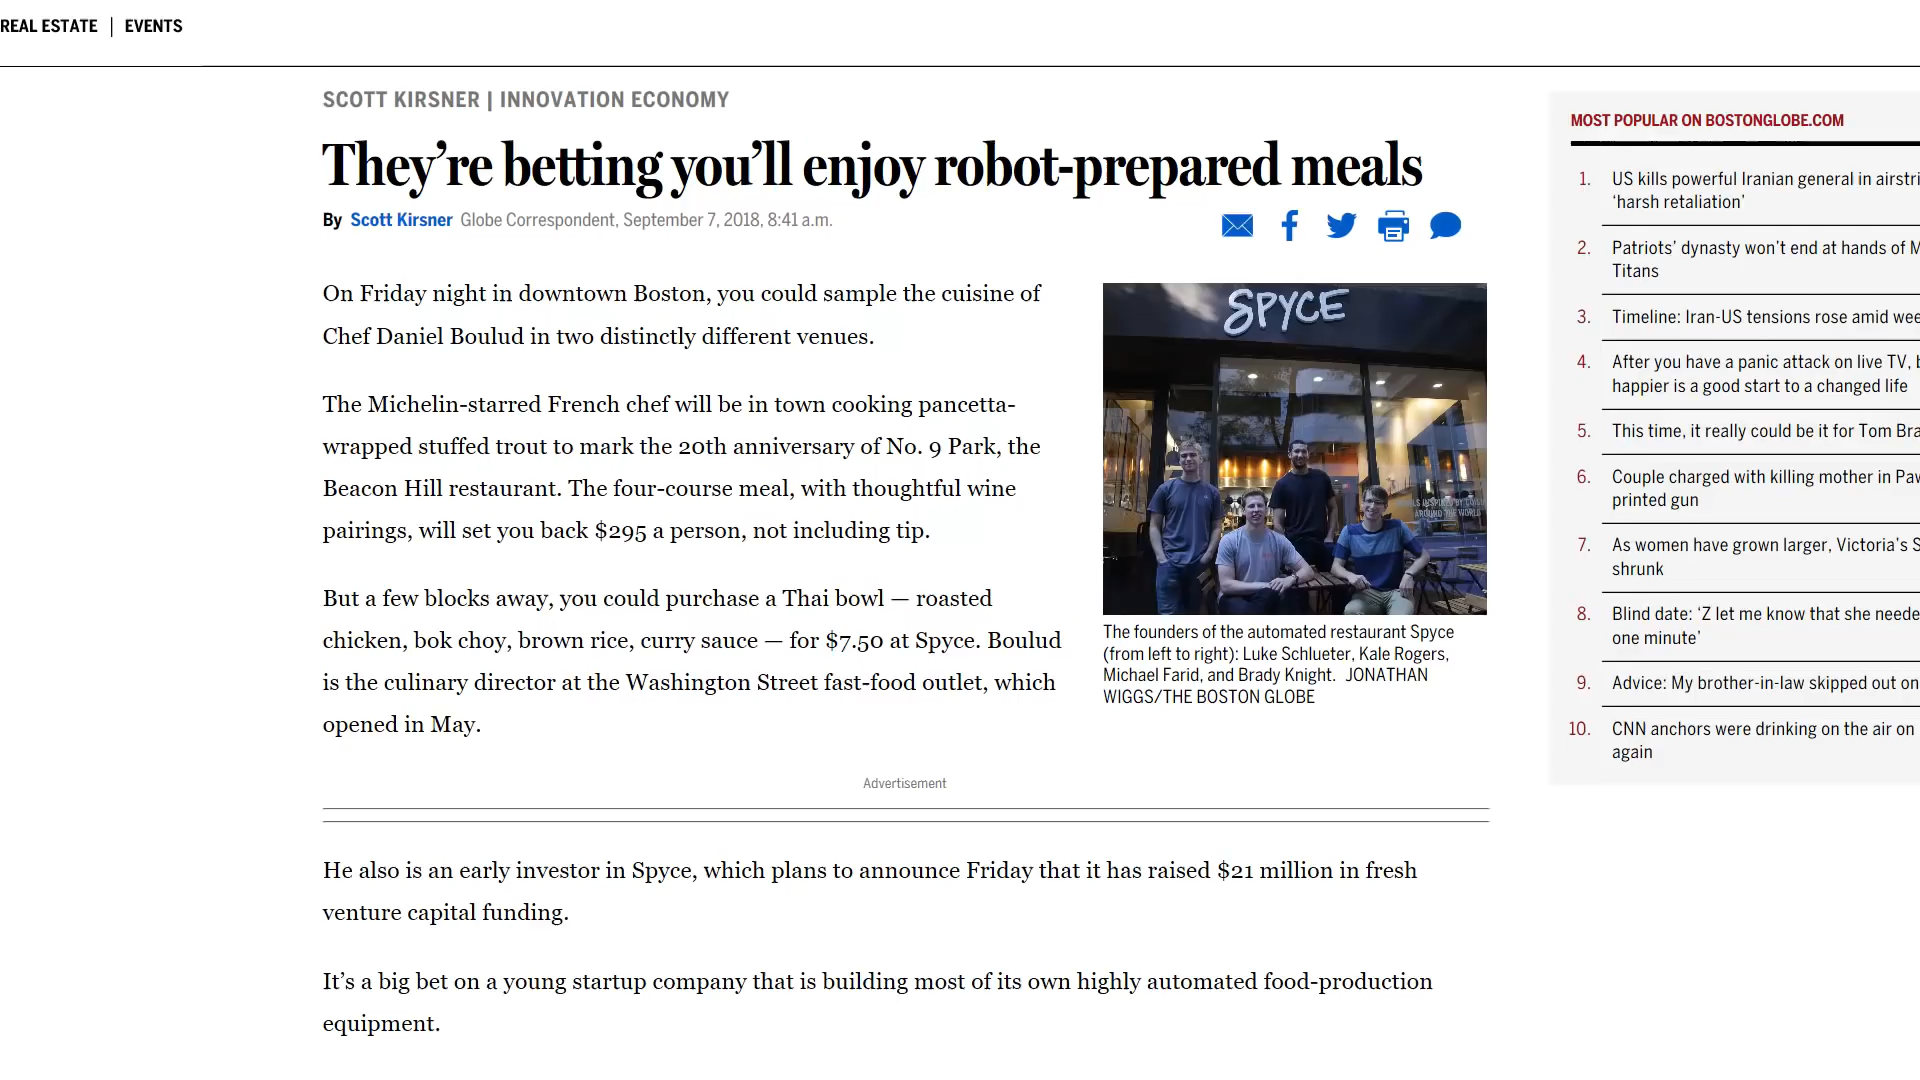 REAL ESTATE | EVENTS
SCOTT KIRSNER | INNOVATION ECONOMY
They’re betting you’ll enjoy robot-prepared meals
By Scott Kirsner Globe Correspondent, September 7, 2018, 8:41 a.m.
On Friday night in downtown Boston, you could sample the cuisine of
Chef Daniel Boulud in two distinctly different venues.
The Michelin-starred French chef will be in town cooking pancetta-
wrapped stuffed trout to mark the 20th anniversary of No. 9 Park, the
Beacon Hill restaurant. The four-course meal, with thoughtful wine
pairings, will set you back $295 a person, not including tip.
But a few blocks away, you could purchase a Thai bowl — roasted
chicken, bok choy, brown rice, curry sauce — for $7.50 at Spyce. Boulud
is the culinary director at the Washington Street fast-food outlet, which
opened in May.
SPYCE
The founders of the automated restaurant Spyce
(from left to right): Luke Schlueter, Kale Rogers,
Michael Farid, and Brady Knight. JONATHAN
WIGGS/THE BOSTON GLOBE
Advertisement
He also is an early investor in Spyce, which plans to announce Friday that it has raised $21 million in fresh
venture capital funding.
It’s a big bet on a young startup company that is building most of its own highly automated food-production
equipment.
MOST POPULAR ON BOSTONGLOBE.COM
1. US kills powerful Iranian general in airstri
‘harsh retaliation’
2. Patriots’ dynasty won’t end at hands of M
Titans
3. Timeline: Iran-US tensions rose amid wee
4. After you have a panic attack on live TV, b
happier is a good start to a changed life
5. This time, it really could be it for Tom Bra
6. Couple charged with killing mother in Paw
printed gun
7. As women have grown larger, Victoria’s S
shrunk
8. Blind date: ‘Z let me know that she neede
one minute’
9. Advice: My brother-in-law skipped out on
10. CNN anchors were drinking on the air on
again